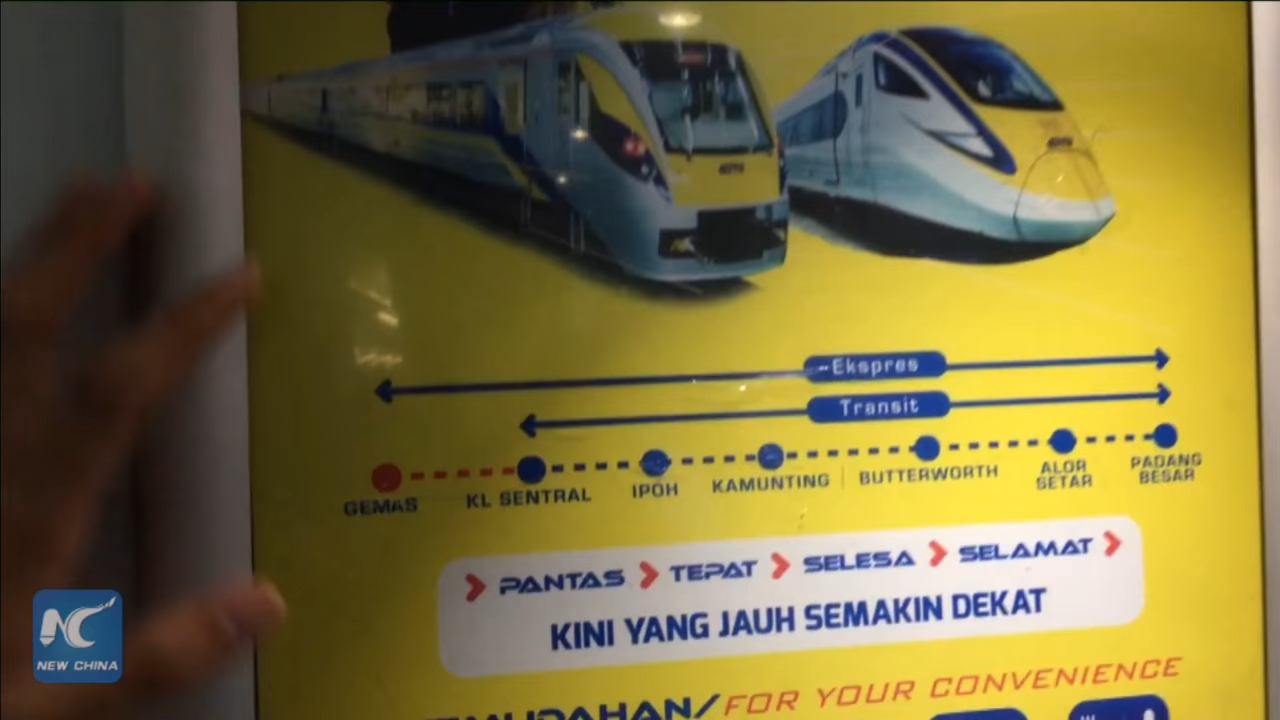 Ekspres
Transit
GEMAS
KL SENTRAL
IPOH
KAMUNTING
BUTTERWORTH
ALOR
SETAR
PADANG
BESAR
PANTAS TEPAT SELESA SELAMAT
KINI YANG JAUH SEMAKIN DEKAT
FOR YOUR CONVENIENCE
NEW CHINA